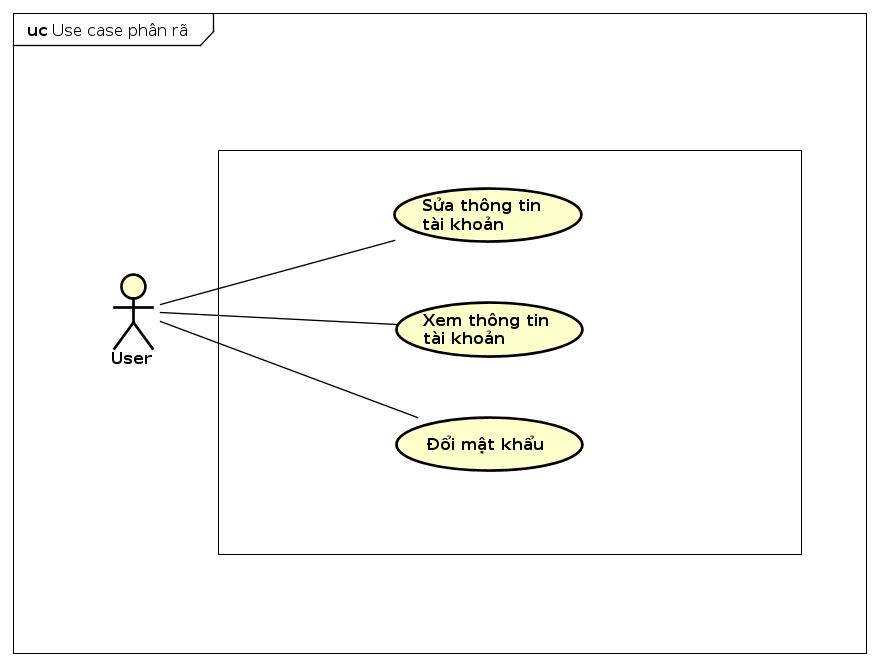 uc Use case phân rã
Sửa thông tin
tài khoản
Xem thông tin
tài khoản
User
Đổi mật khẩu